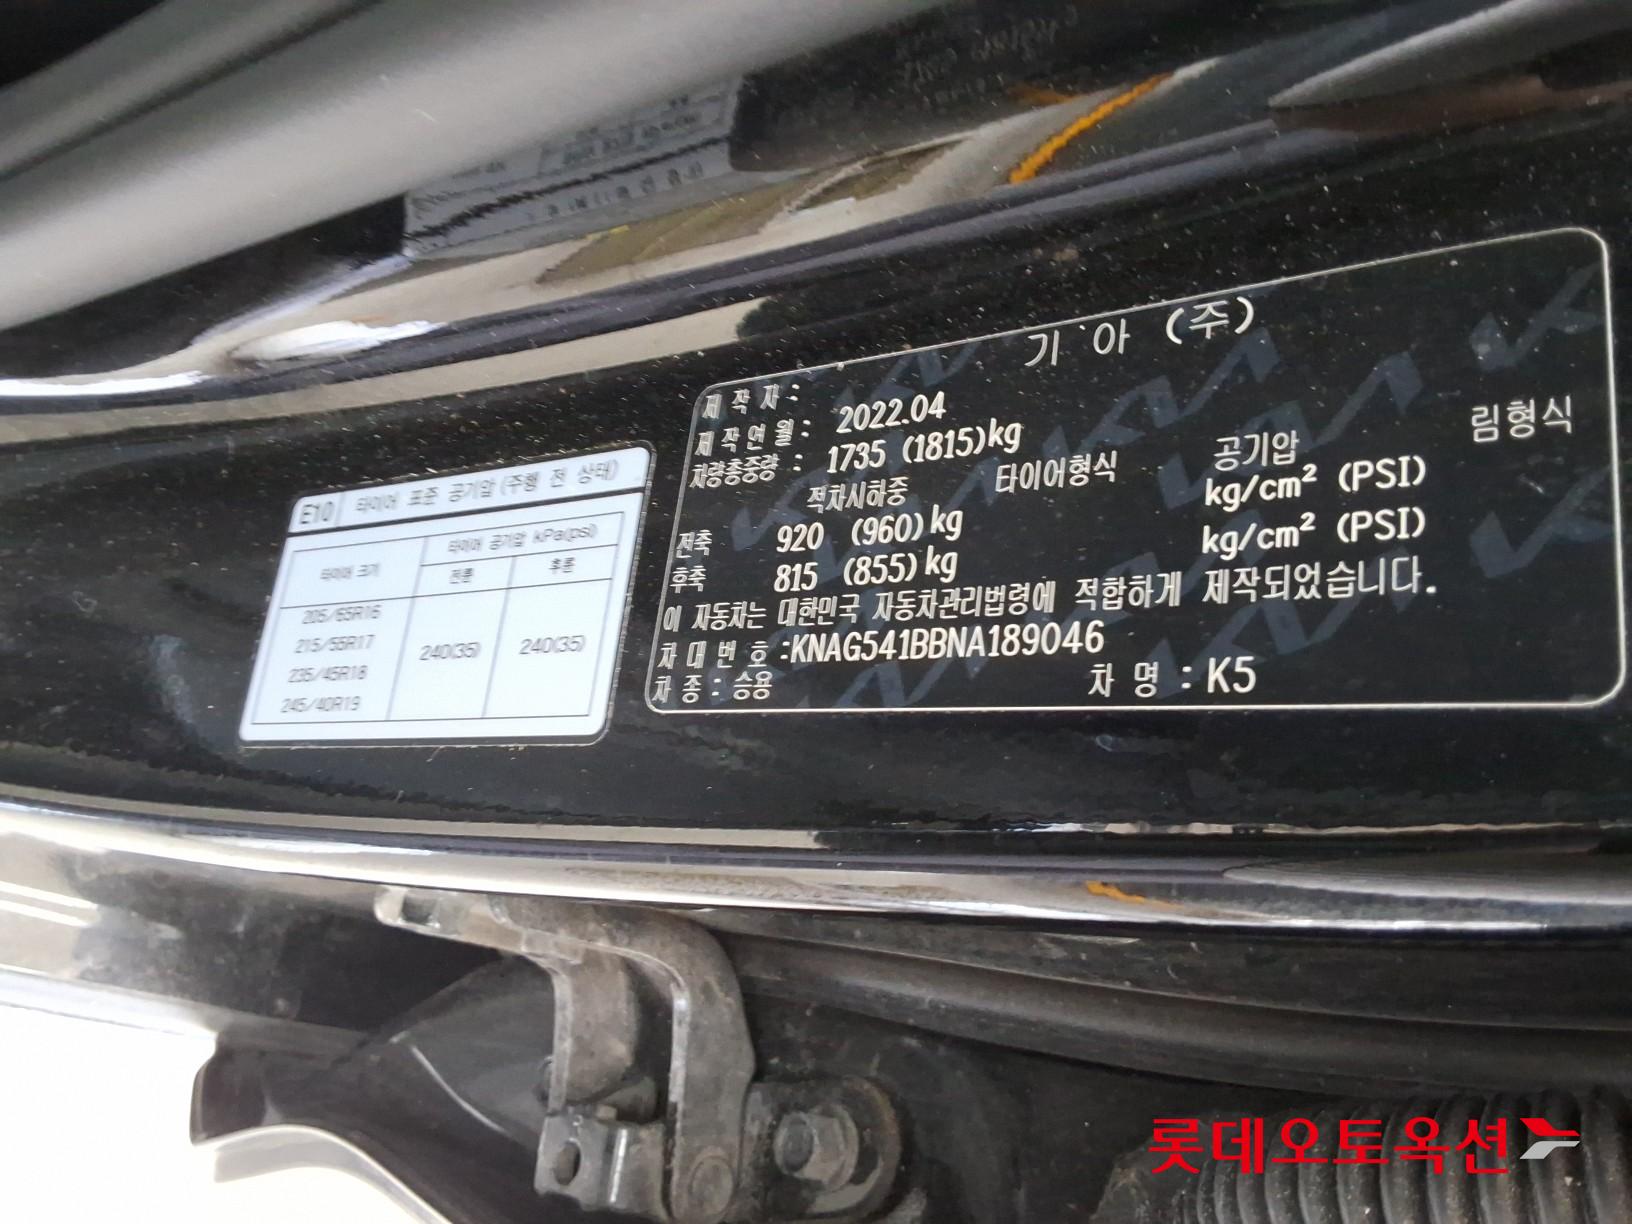 기 아 (주)
제 작 자 :
제 작 연 월 : 2022.04
차량총중량 : 1735 (1815)kg
적차시하중 타이어형식 공기압 림형식
전축 920 (960)kg kg/cm² (PSI)
후축 815 (855)kg kg/cm² (PSI)
이 자동차는 대한민국 자동차관리법령에 적합하게 제작되었습니다.
차 대 번 호 :KNAG541BBNA189046
차 종 : 승용 차 명 : K5
E10 타이어 표준 공기압 (주행 전 상태)
타이어 크기 타이어 공기압 kPa(psi)
전륜 후륜
205/65R16
215/55R17
235/45R18
245/40R19
240(35) 240(35)
롯데오토옥션